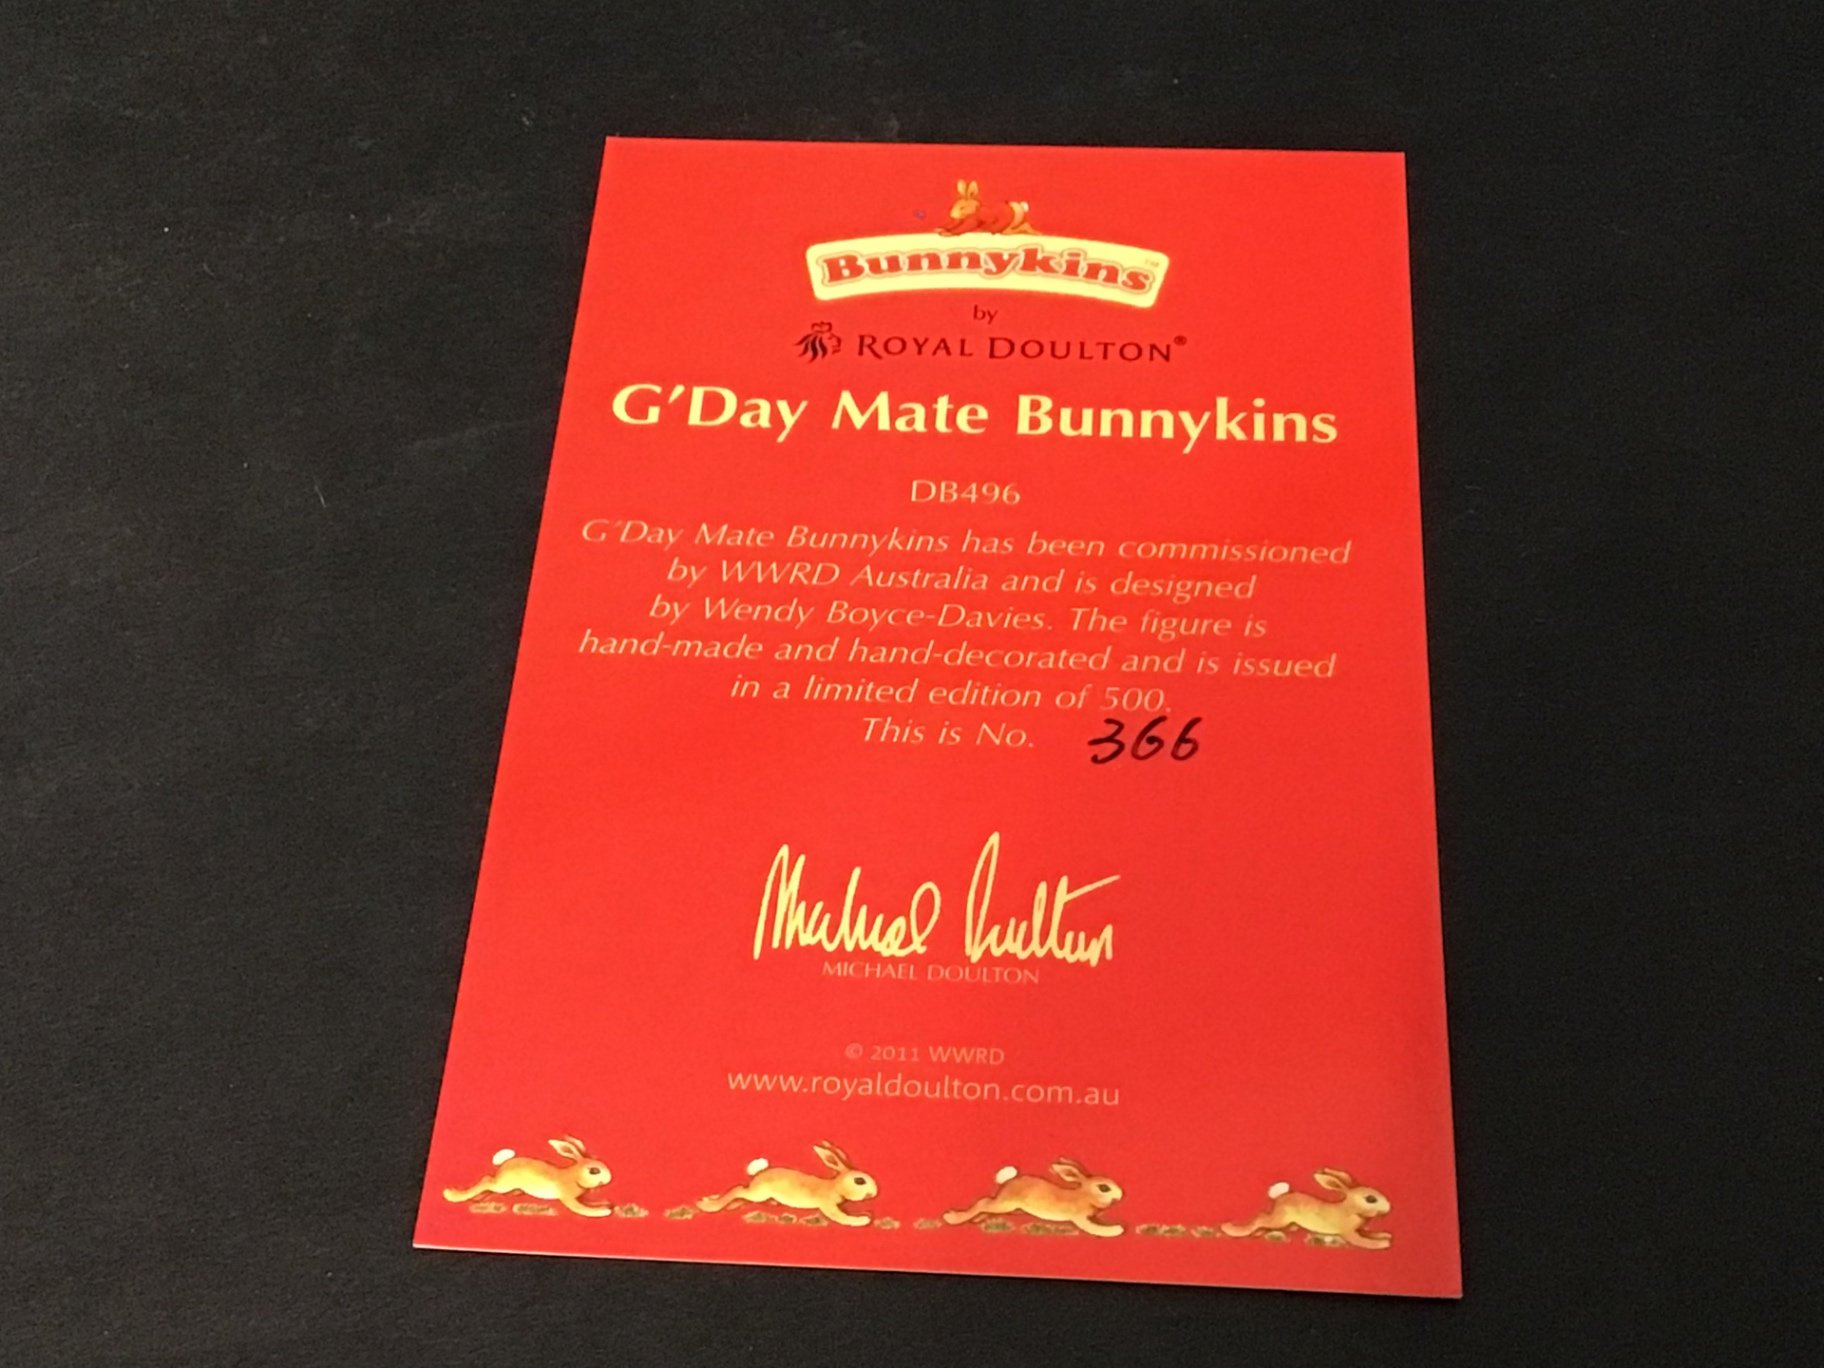 Bunnykins™
by
ROYAL DOULTON®
G'Day Mate Bunnykins
DB496
G'Day Mate Bunnykins has been commissioned
by WWRD Australia and is designed
by Wendy Boyce-Davies. The figure is
hand-made and hand-decorated and is issued
in a limited edition of 500.
This is No. 366
Michael Doulton
MICHAEL DOULTON
© 2011 WWRD
www.royaldoulton.com.au